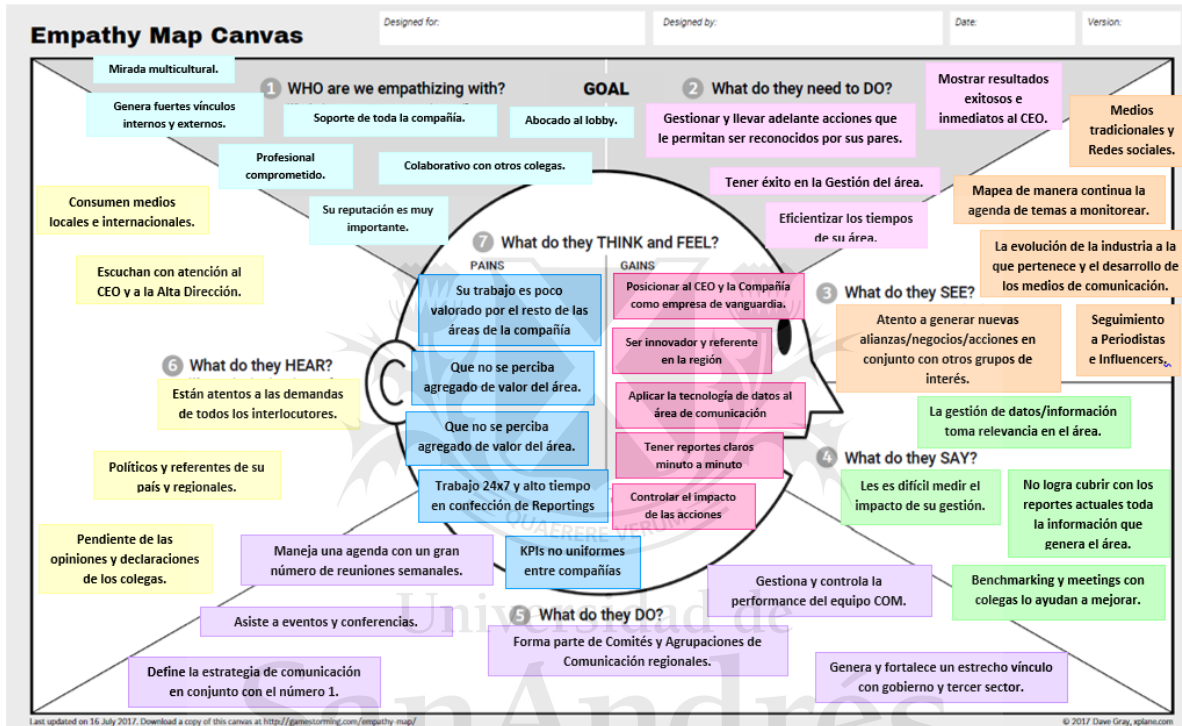 Empathy Map Canvas
Designed for:
Designed by:
Date:
Version:
GOAL
1 WHO are we empathizing with?
Mirada multicultural.
Genera fuertes vínculos
internos y externos.
Soporte de toda la compañía.
Abocado al lobby.
Profesional
comprometido.
Colaborativo con otros colegas.
Su reputación es muy
importante.
2 What do they need to DO?
Mostrar resultados
exitosos e
inmediatos al CEO.
Gestionar y llevar adelante acciones que
le permitan ser reconocidos por sus pares.
Tener éxito en la Gestión del área.
Eficientizar los tiempos
de su área.
3 What do they SEE?
Medios
tradicionales y
Redes sociales.
Mapea de manera continua la
agenda de temas a monitorear.
La evolución de la industria a la
que pertenece y el desarrollo de
los medios de comunicación.
Atento a generar nuevas
alianzas/negocios/acciones en
conjunto con otros grupos de
interés.
Seguimiento
a Periodistas
e Influencers.
4 What do they SAY?
La gestión de datos/información
toma relevancia en el área.
Les es difícil medir el
impacto de su gestión.
No logra cubrir con los
reportes actuales toda
la información que
genera el área.
Benchmarking y meetings con
colegas lo ayudan a mejorar.
5 What do they DO?
Maneja una agenda con un gran
número de reuniones semanales.
Asiste a eventos y conferencias.
Define la estrategia de comunicación
en conjunto con el número 1.
Forma parte de Comités y Agrupaciones de
Comunicación regionales.
Gestiona y controla la
performance del equipo COM.
Genera y fortalece un estrecho vínculo
con gobierno y tercer sector.
6 What do they HEAR?
Consumen medios
locales e internacionales.
Escuchan con atención al
CEO y a la Alta Dirección.
Están atentos a las demandas
de todos los interlocutores.
Políticos y referentes de su
país y regionales.
Pendiente de las
opiniones y declaraciones
de los colegas.
7 What do they THINK and FEEL?
PAINS
Su trabajo es poco
valorado por el resto de las
áreas de la compañía
Que no se perciba
agregado de valor del área.
Que no se perciba
agregado de valor del área.
Trabajo 24x7 y alto tiempo
en confección de Reportings
KPIs no uniformes
entre compañías
GAINS
Posicionar al CEO y la Compañía
como empresa de vanguardia.
Ser innovador y referente
en la región
Aplicar la tecnología de datos al
área de comunicación
Tener reportes claros
minuto a minuto
Controlar el impacto
de las acciones
QUAERERE VERUM
Universidad de
SanAndrés
Last updated on 16 July 2017. Download a copy of this canvas at http://gamestorming.com/empathy-map/
© 2017 Dave Gray, xplane.com